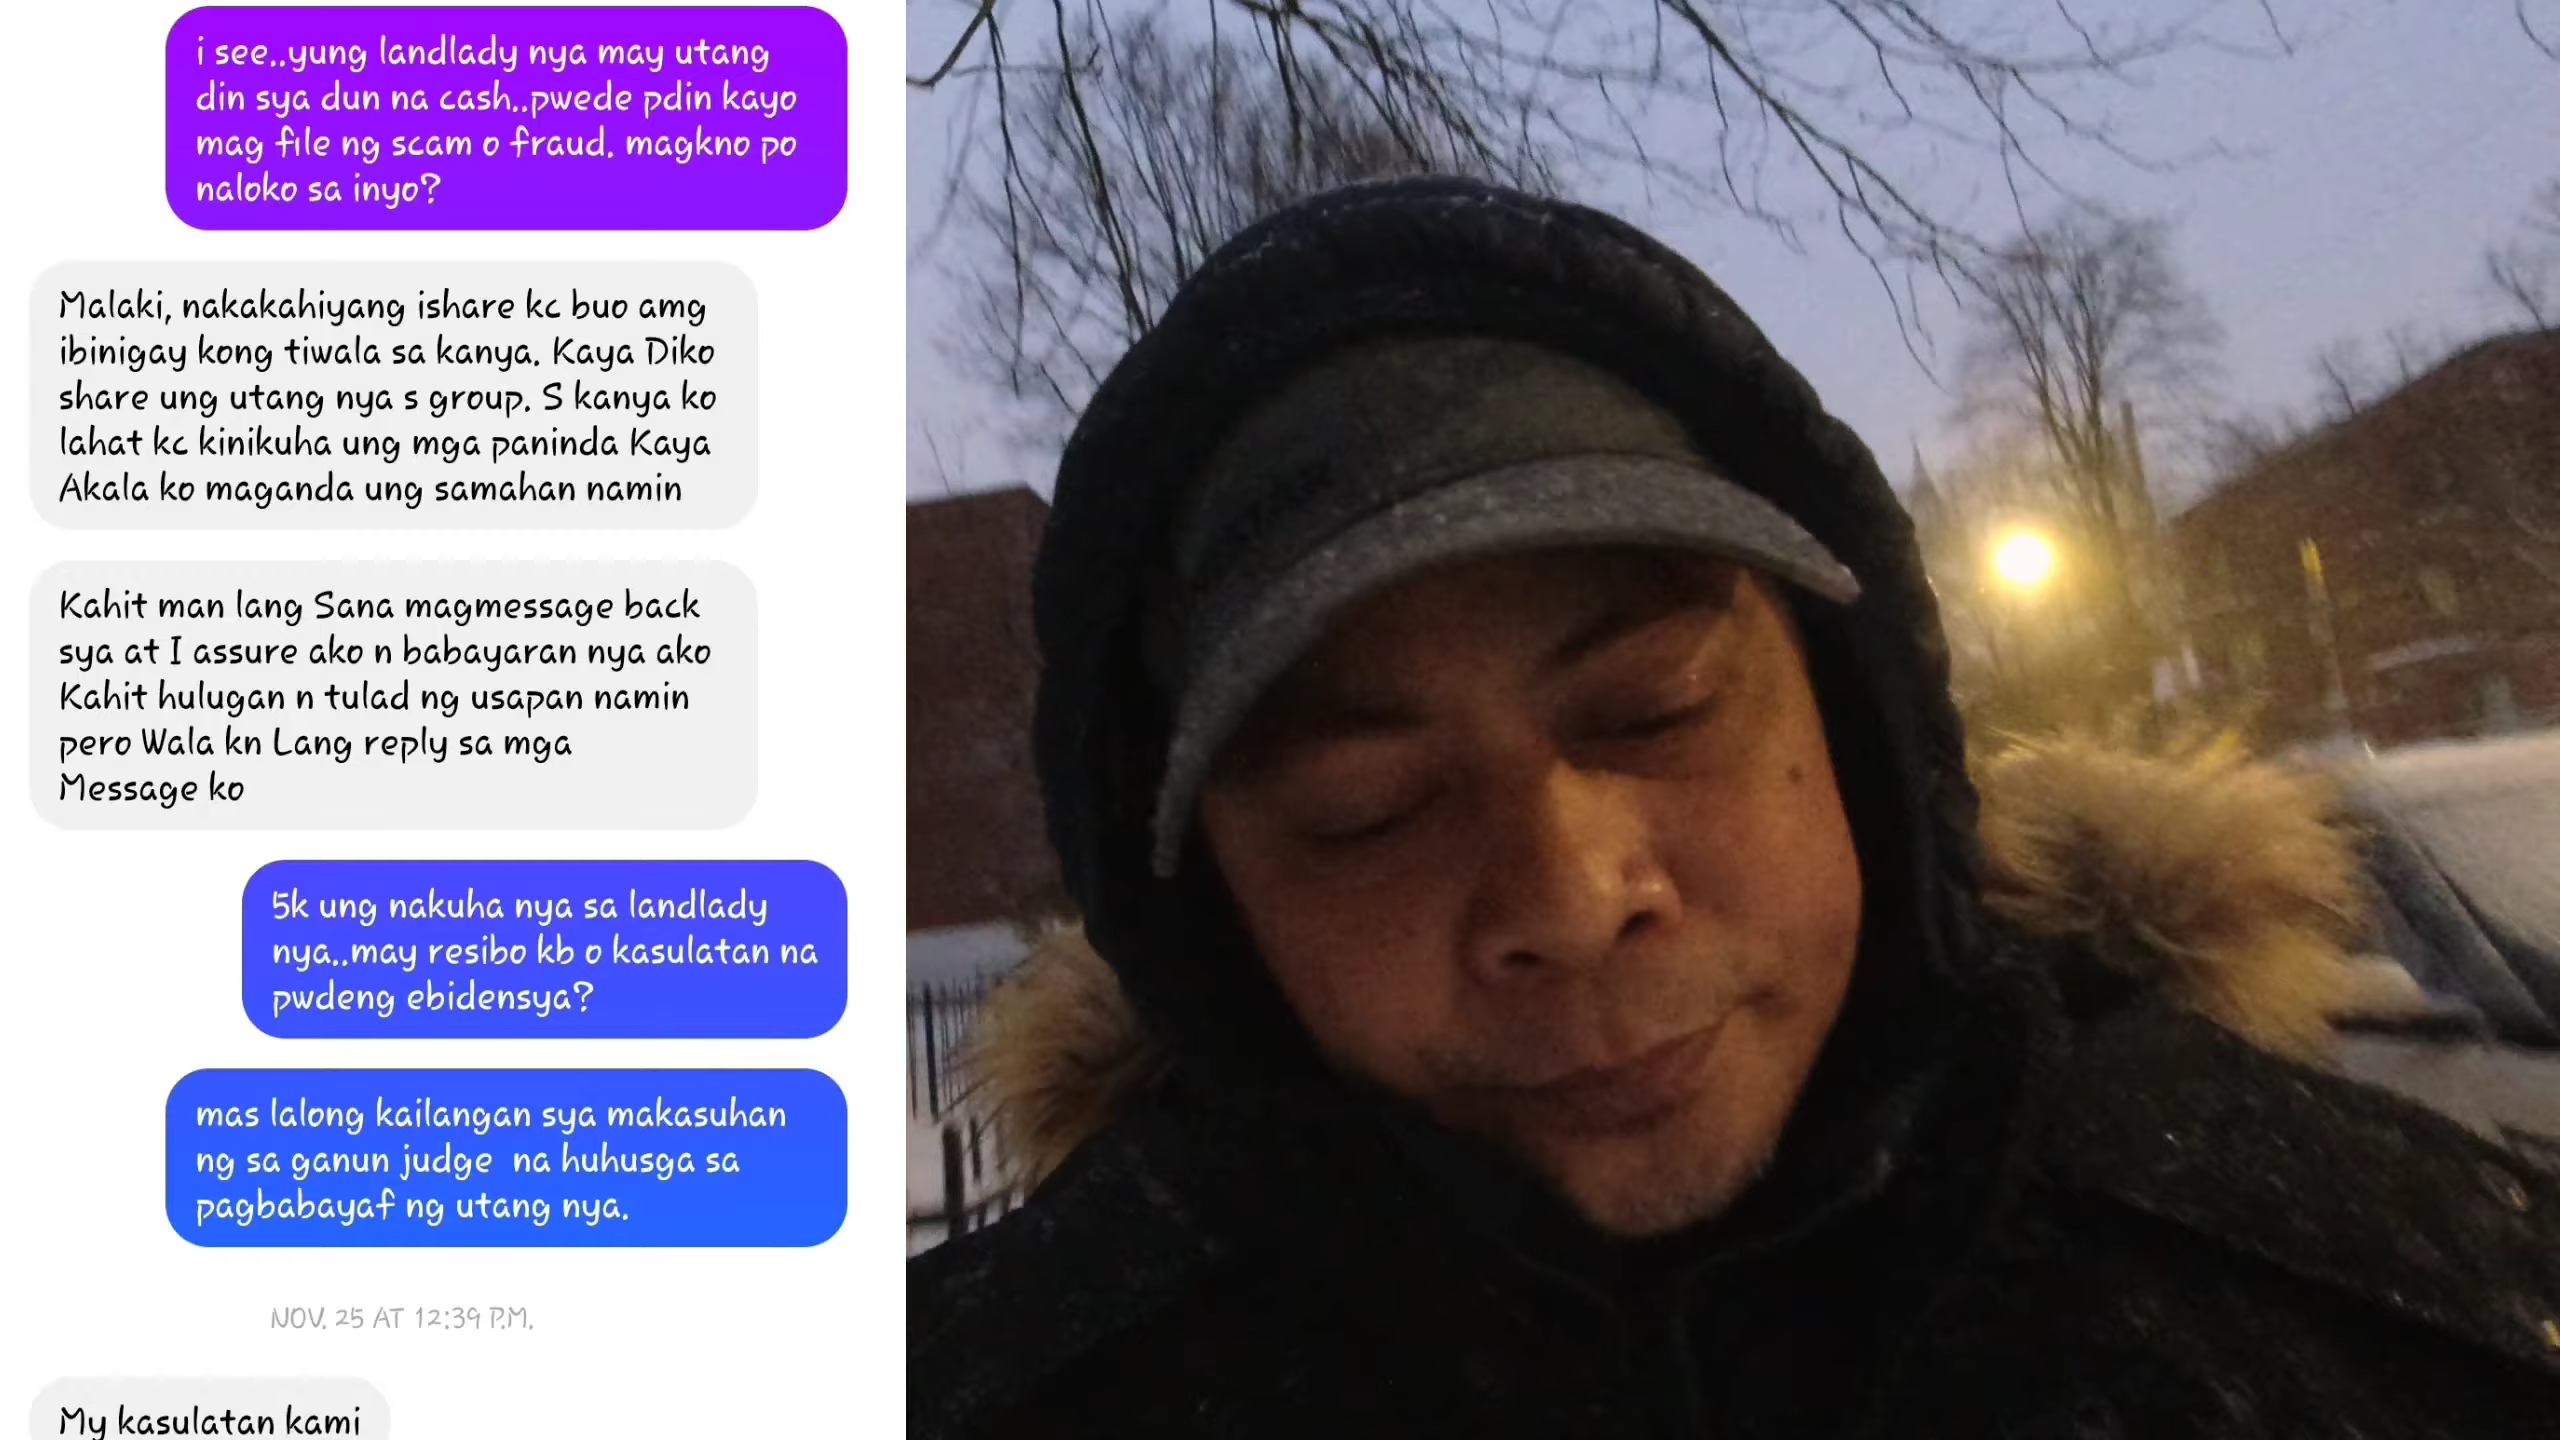 i see..yung landlady nya may utang
din sya dun na cash..pwede pdin kayo
mag file ng scam o fraud. magkno po
naloko sa inyo?
Malaki, nakakahiyang ishare kc buo amg
ibinigay kong tiwala sa kanya. Kaya Diko
share ung utang nya s group. S kanya ko
lahat kc kinikuha ung mga paninda Kaya
Akala ko maganda ung samahan namin
Kahit man lang Sana magmessage back
sya at I assure ako n babayaran nya ako
Kahit hulugan n tulad ng usapan namin
pero Wala kn Lang reply sa mga
Message ko
5k ung nakuha nya sa landlady
nya..may resibo kb o kasulatan na
pwdeng ebidensya?
mas lalong kailangan sya makasuhan
ng sa ganun judge na huhusga sa
pagbabayaf ng utang nya.
NOV. 25 AT 12:39 P.M.
My kasulatan kami